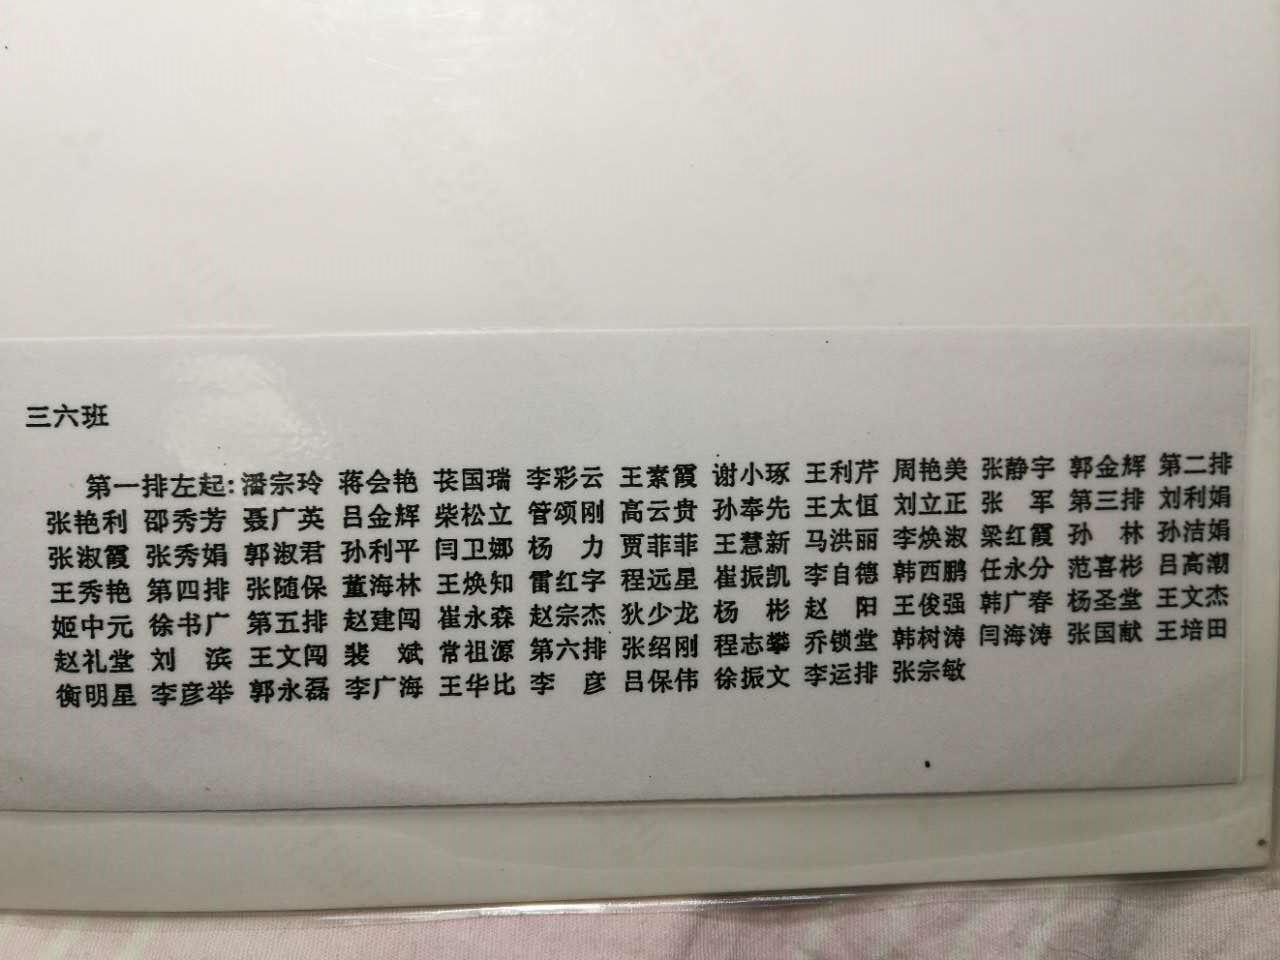 三六班
第一排左起:潘宗玲 蒋会艳 苌国瑞 李彩云 王素霞 谢小琢 王利芹 周艳美 张静宇 郭金辉 第二排
张艳利 邵秀芳 聂广英 吕金辉 柴松立 管颂刚 高云贵 孙奉先 王太恒 刘立正 张 军 第三排 刘利娟
张淑霞 张秀娟 郭淑君 孙利平 闫卫娜 杨 力 贾菲菲 王慧新 马洪丽 李焕淑 梁红霞 孙 林 孙洁娟
王秀艳 第四排 张随保 董海林 王焕知 雷红字 程远星 崔振凯 李自德 韩西鹏 任永分 范喜彬 吕高潮
姬中元 徐书广 第五排 赵建闯 崔永森 赵宗杰 狄少龙 杨 彬 赵 阳 王俊强 韩广春 杨圣堂 王文杰
赵礼堂 刘 滨 王文闯 裴 斌 常祖源 第六排 张绍刚 程志攀 乔锁堂 韩树涛 闫海涛 张国献 王培田
衡明星 李彦举 郭永磊 李广海 王华比 李 彦 吕保伟 徐振文 李运排 张宗敏